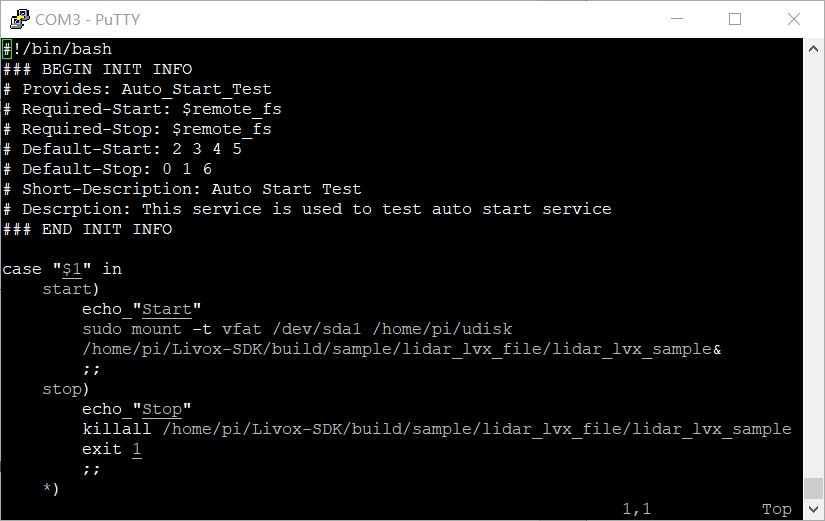 COM3 - PuTTY
#!/bin/bash
### BEGIN INIT INFO
# Provides: Auto_Start_Test
# Required-Start: $remote_fs
# Required-Stop: $remote_fs
# Default-Start: 2 3 4 5
# Default-Stop: 0 1 6
# Short-Description: Auto Start Test
# Descrption: This service is used to test auto start service
### END INIT INFO

case "$1" in
    start)
        echo "Start"
        sudo mount -t vfat /dev/sda1 /home/pi/udisk
        /home/pi/Livox-SDK/build/sample/lidar_lvx_file/lidar_lvx_sample&
        ;;
    stop)
        echo "Stop"
        killall /home/pi/Livox-SDK/build/sample/lidar_lvx_file/lidar_lvx_sample
        exit 1
        ;;
    *)
1,1 Top